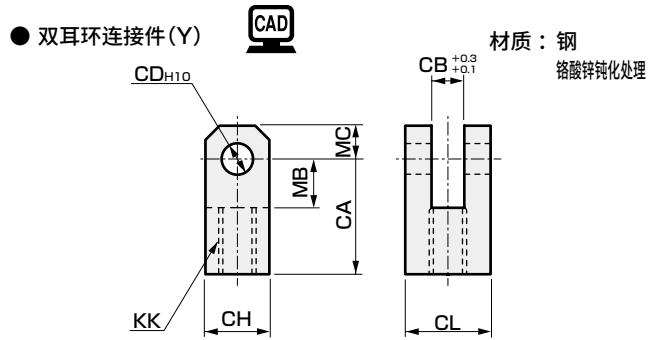 ● 双耳环连接件(Y)
CAD
材质：钢
铬酸锌钝化处理
CDH10
CB +0.3 +0.1
MC
MB
CA
KK
CH
CL